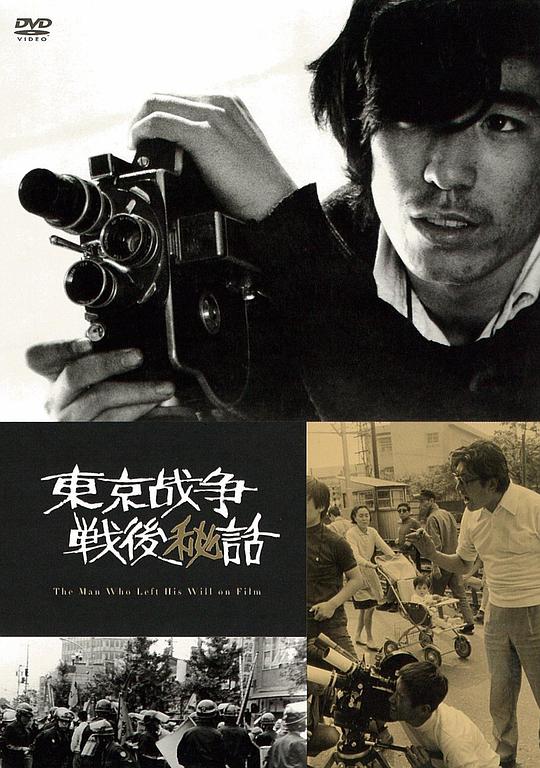 DVD
VIDEO
東京战争
戦後秘話
The Man Who Left His Will on Film